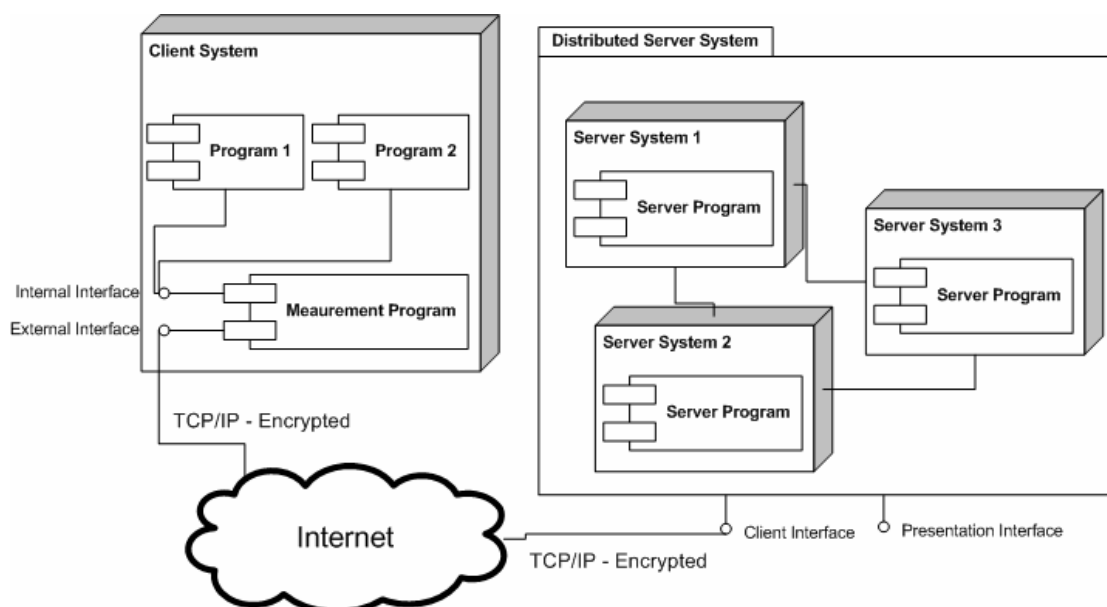 Client System
Program 1
Program 2
Internal Interface
External Interface
Meaurement Program
TCP/IP - Encrypted
Internet
TCP/IP - Encrypted
Distributed Server System
Server System 1
Server Program
Server System 3
Server Program
Server System 2
Server Program
Client Interface
Presentation Interface